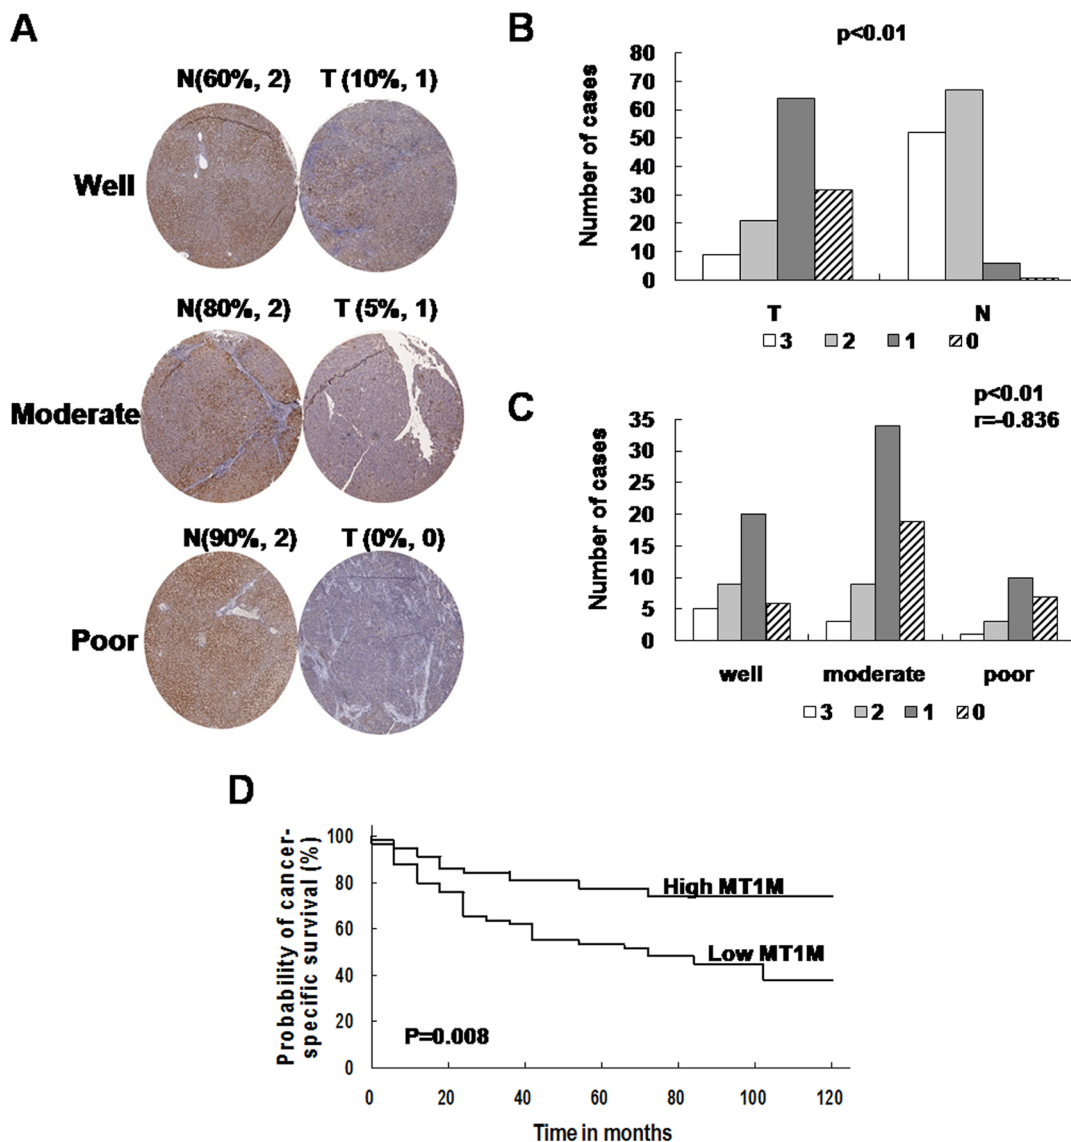 A
N(60%, 2) T (10%, 1)
Well
N(80%, 2) T (5%, 1)
Moderate
N(90%, 2) T (0%, 0)
Poor
B
p<0.01
Number of cases
80
70
60
50
40
30
20
10
0
T N
3 2 1 0
C
p<0.01
r=-0.836
Number of cases
35
30
25
20
15
10
5
0
well moderate poor
3 2 1 0
D
Probability of cancer-
specific survival (%)
100
80
60
40
20
0
High MT1M
Low MT1M
P=0.008
0 20 40 60 80 100 120
Time in months